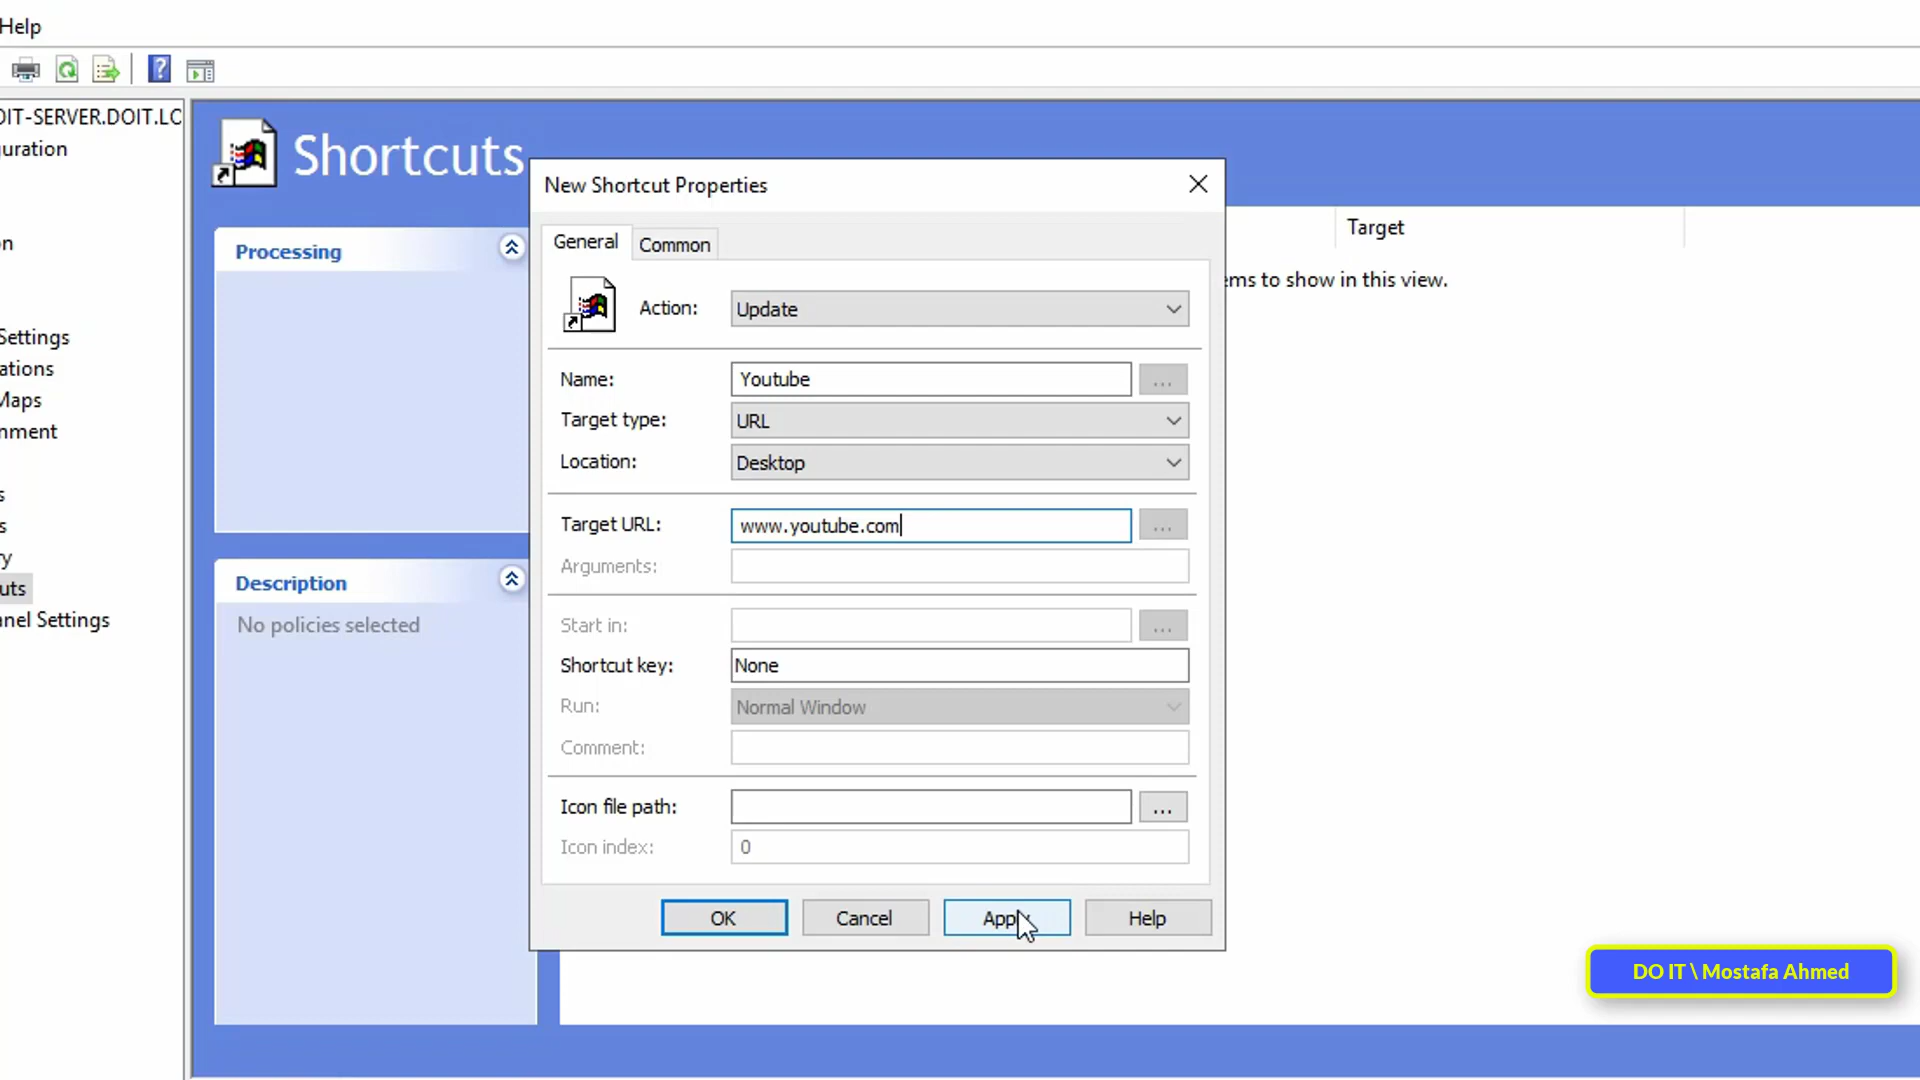 Help
OIT-SERVER.DOIT.LC
uration
n
Settings
ations
Maps
nment
s
s
y
uts
nel Settings
Shortcuts
Processing
Description
No policies selected
Target
ems to show in this view.
New Shortcut Properties
General
Common
Action:
Update
Name:
Youtube
...
Target type:
URL
Location:
Desktop
Target URL:
www.youtube.com
...
Arguments:
Start in:
...
Shortcut key:
None
Run:
Normal Window
Comment:
Icon file path:
...
Icon index:
0
OK
Cancel
Apply
Help
DO IT \ Mostafa Ahmed